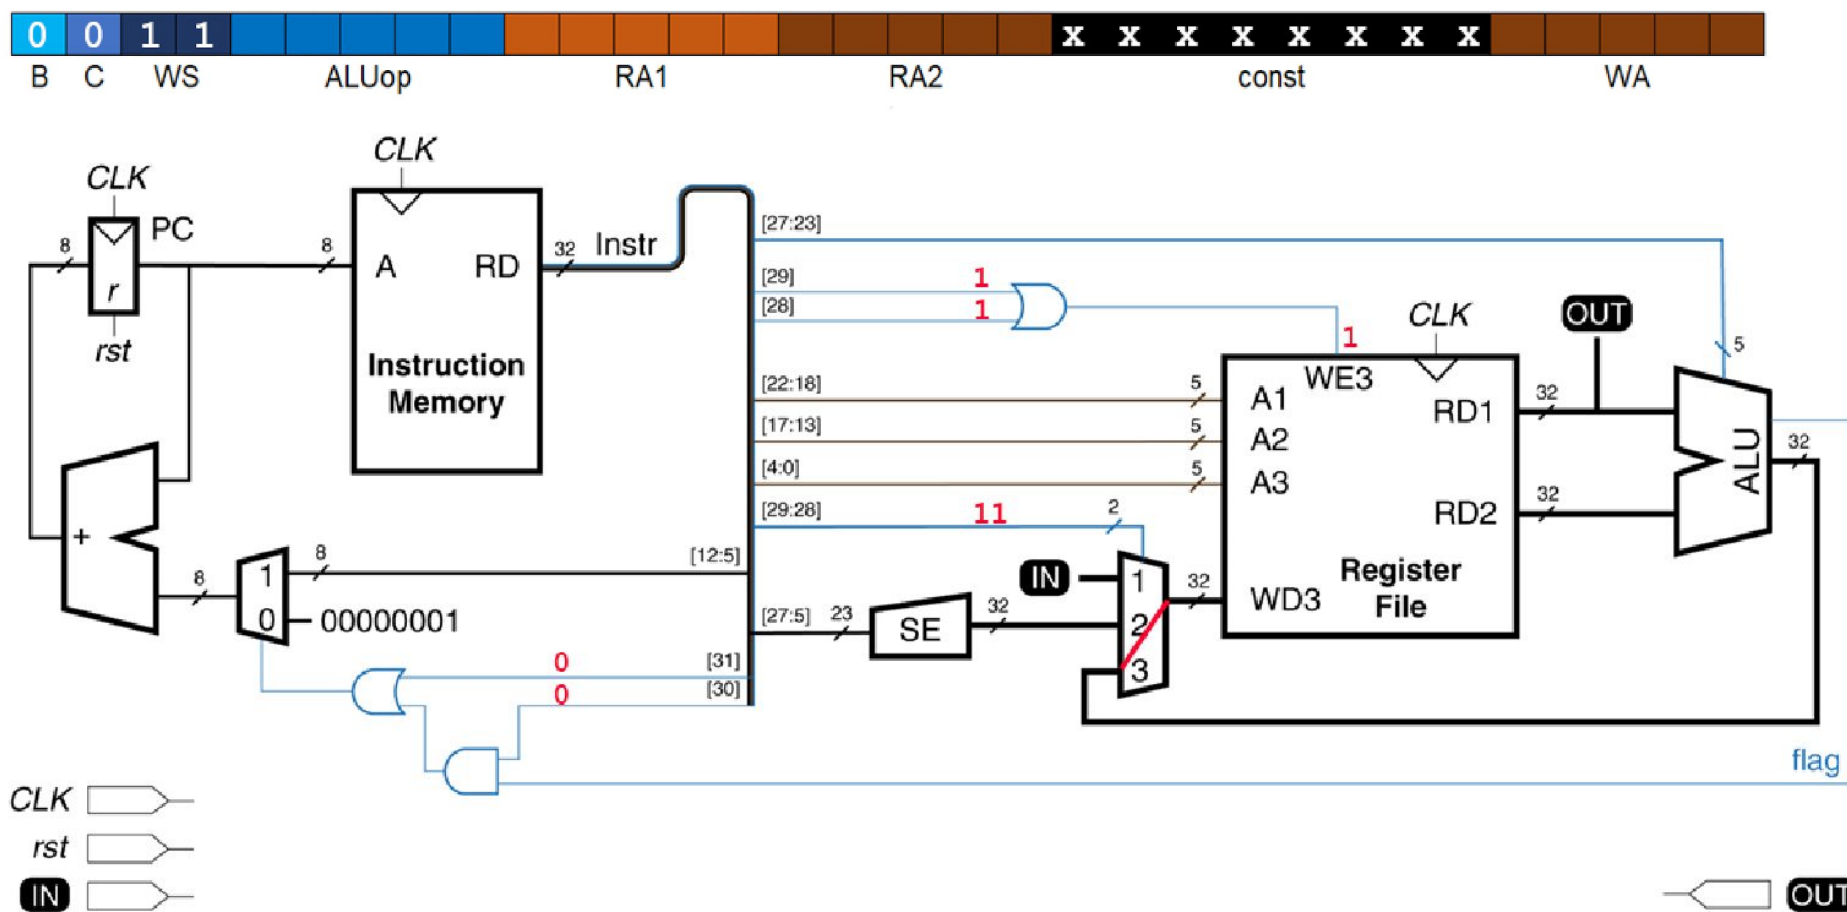 0 0 1 1 x x x x x x x x
B C WS ALUop RA1 RA2 const WA
CLK
CLK
PC
8
r
rst
8
A RD
Instruction
Memory
32 Instr
[27:23]
[29] 1
[28] 1
1
CLK
OUT
5
[22:18] 5
[17:13] 5
[4:0] 5
[29:28] 11 2
WE3
A1 RD1 32
A2
A3
RD2 32
WD3
Register
File
ALU
32
+
8
1 8 [12:5]
0 00000001
IN
1
2
3
32
[27:5] 23 SE 32
0 [31]
0 [30]
flag
CLK
rst
IN
OUT